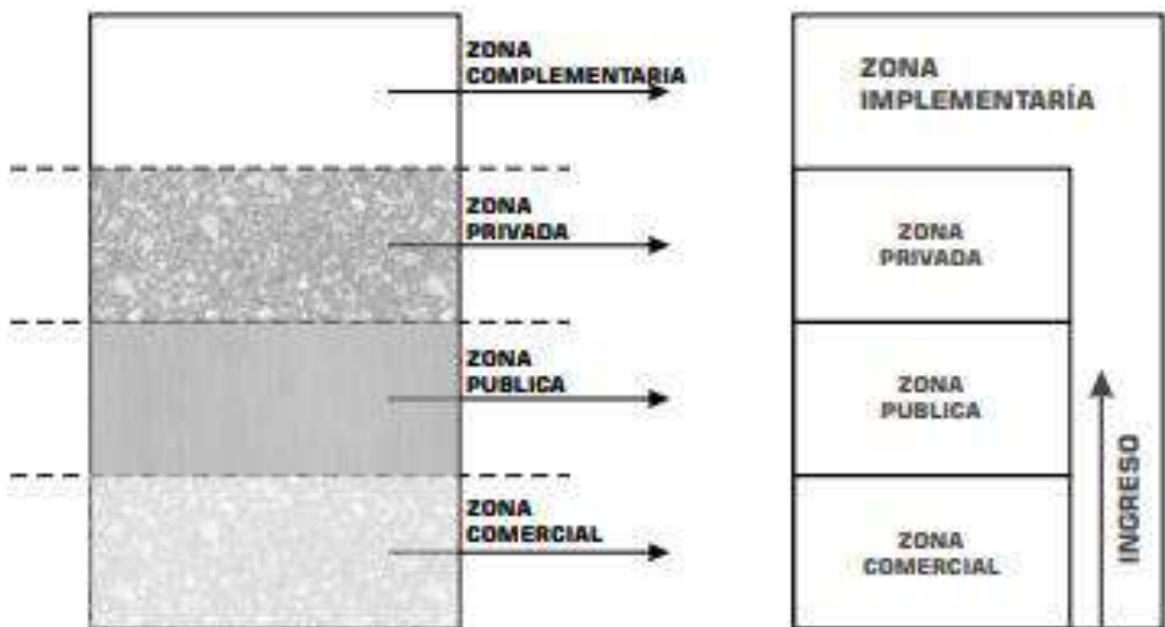 ZONA
COMPLEMENTARIA
ZONA
PRIVADA
ZONA
PUBLICA
ZONA
COMERCIAL
ZONA
IMPLEMENTARÍA
ZONA
PRIVADA
ZONA
PUBLICA
ZONA
COMERCIAL
INGRESO